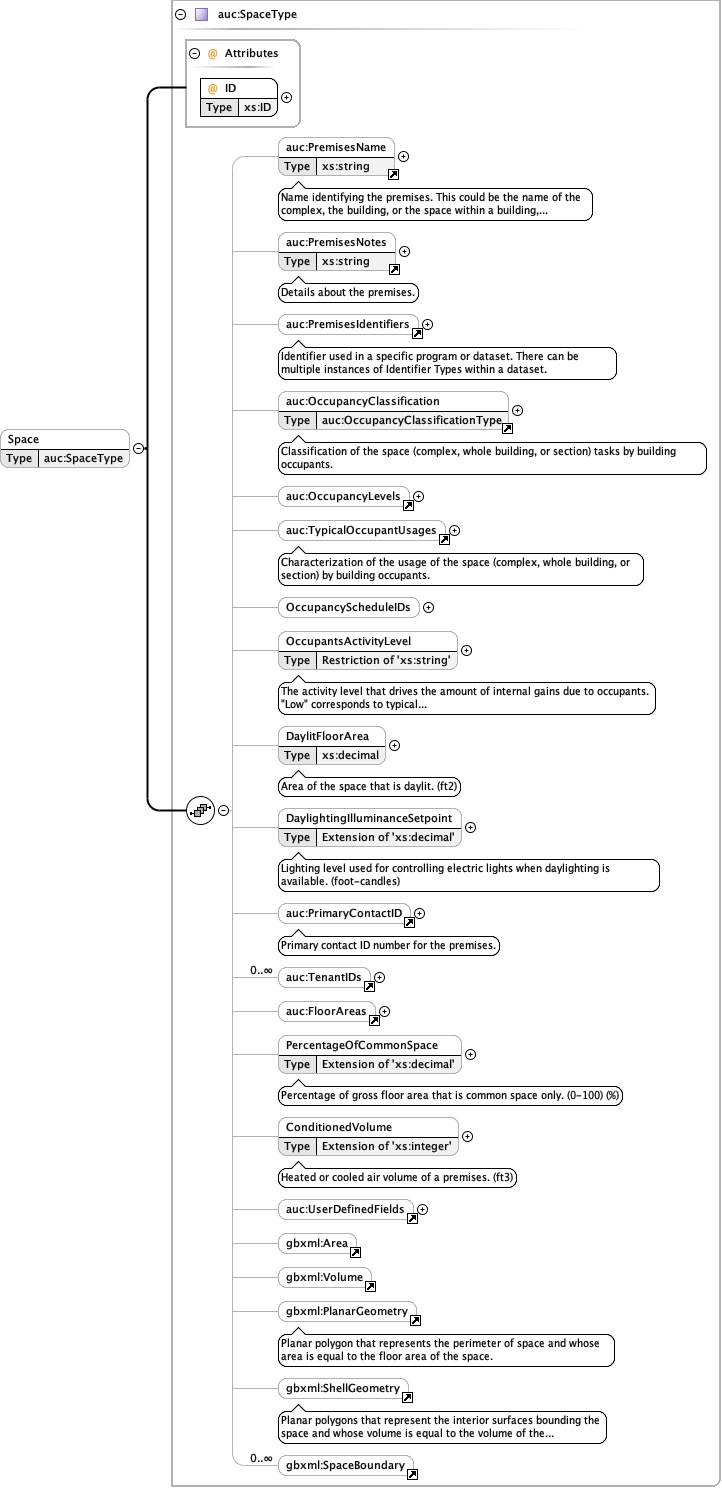 auc:SpaceType
@ Attributes
@ ID
Type xs:ID
auc:PremisesName
Type xs:string
Name identifying the premises. This could be the name of the
complex, the building, or the space within a building,...
auc:PremisesNotes
Type xs:string
Details about the premises.
auc:PremisesIdentifiers
Identifier used in a specific program or dataset. There can be
multiple instances of Identifier Types within a dataset.
auc:OccupancyClassification
Type auc:OccupancyClassificationType
Space
Type auc:SpaceType
Classification of the space (complex, whole building, or section) tasks by building
occupants.
auc:OccupancyLevels
auc:TypicalOccupantUsages
Characterization of the usage of the space (complex, whole building, or
section) by building occupants.
OccupancyScheduleIDs
OccupantsActivityLevel
Type Restriction of 'xs:string'
The activity level that drives the amount of internal gains due to occupants.
"Low" corresponds to typical...
DaylitFloorArea
Type xs:decimal
Area of the space that is daylit. (ft2)
DaylightingIlluminanceSetpoint
Type Extension of 'xs:decimal'
Lighting level used for controlling electric lights when daylighting is
available. (foot-candles)
auc:PrimaryContactID
Primary contact ID number for the premises.
0..∞
auc:TenantIDs
auc:FloorAreas
PercentageOfCommonSpace
Type Extension of 'xs:decimal'
Percentage of gross floor area that is common space only. (0-100) (%)
ConditionedVolume
Type Extension of 'xs:integer'
Heated or cooled air volume of a premises. (ft3)
auc:UserDefinedFields
gbxml:Area
gbxml:Volume
gbxml:PlanarGeometry
Planar polygon that represents the perimeter of space and whose
area is equal to the floor area of the space.
gbxml:ShellGeometry
Planar polygons that represent the interior surfaces bounding the
space and whose volume is equal to the volume of the...
0..∞
gbxml:SpaceBoundary